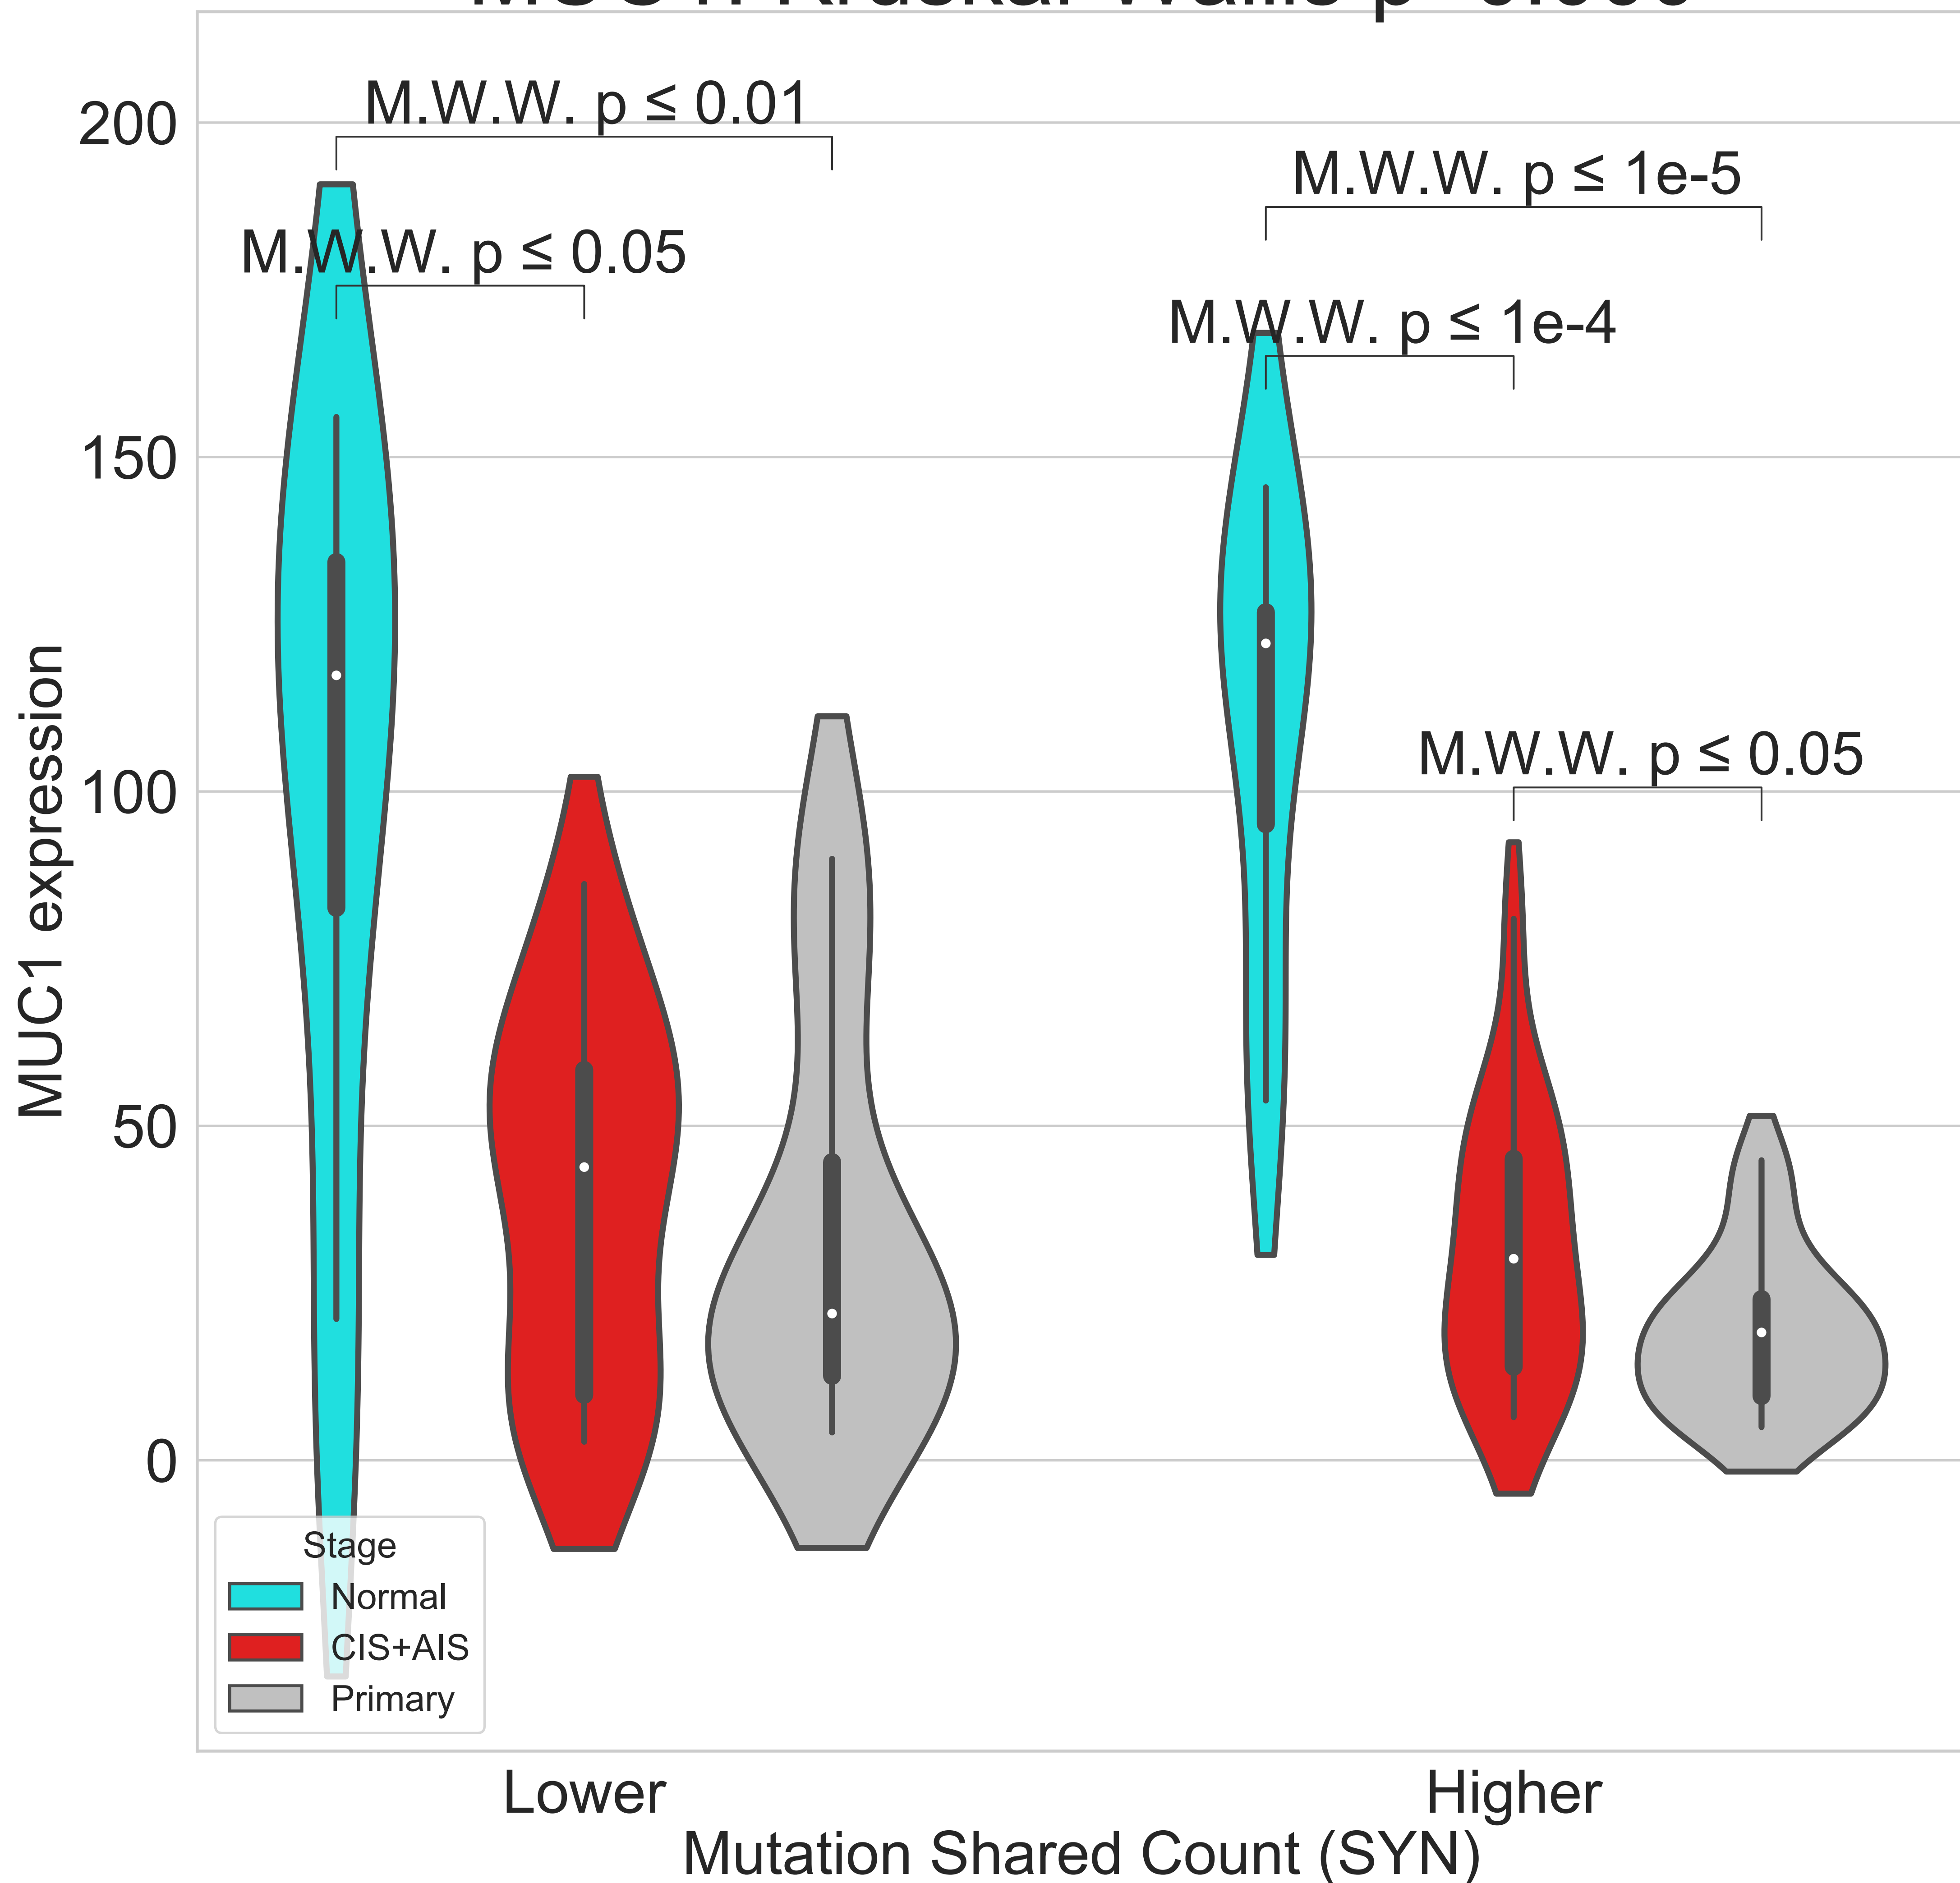 200
150
100
50
0
MUC1 expression
M.W.W. p ≤ 0.01
M.W.W. p ≤ 0.05
M.W.W. p ≤ 1e-5
M.W.W. p ≤ 1e-4
M.W.W. p ≤ 0.05
Stage
Normal
CIS+AIS
Primary
Lower
Higher
Mutation Shared Count (SYN)